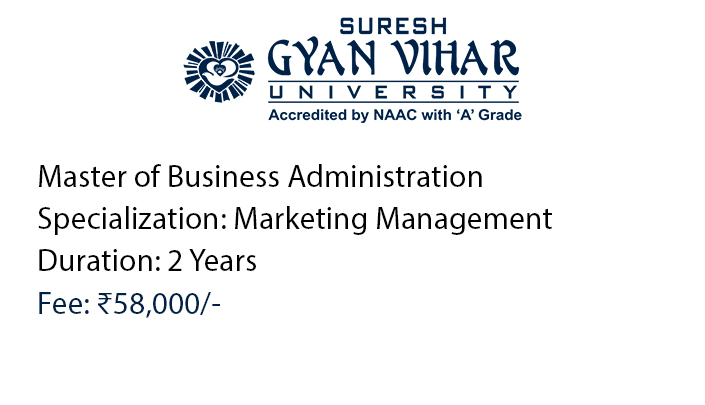 SURESH
GYAN VIHAR
UNIVERSITY
Accredited by NAAC with ‘A’ Grade
Master of Business Administration
Specialization: Marketing Management
Duration: 2 Years
Fee: ₹58,000/-